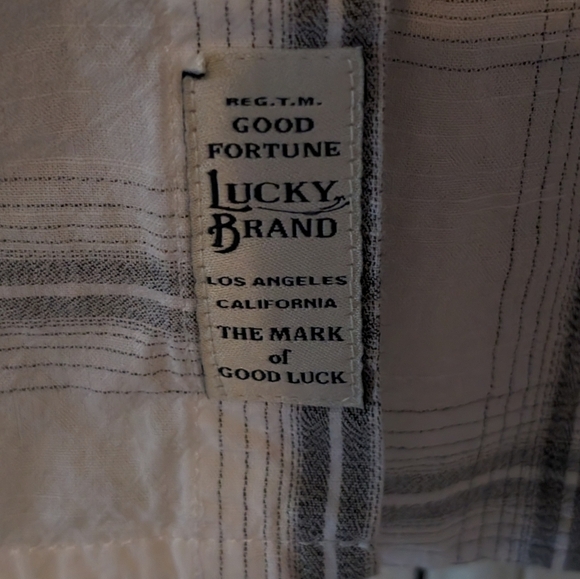 REG.T.M.
GOOD
FORTUNE
LUCKY
BRAND
LOS ANGELES
CALIFORNIA
THE MARK
of
GOOD LUCK